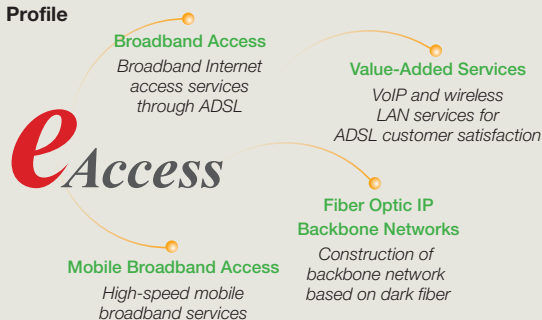 Profile
Broadband Access
Broadband Internet
access services
through ADSL
Value-Added Services
VoIP and wireless
LAN services for
ADSL customer satisfaction
eAccess
Fiber Optic IP
Backbone Networks
Construction of
backbone network
based on dark fiber
Mobile Broadband Access
High-speed mobile
broadband services